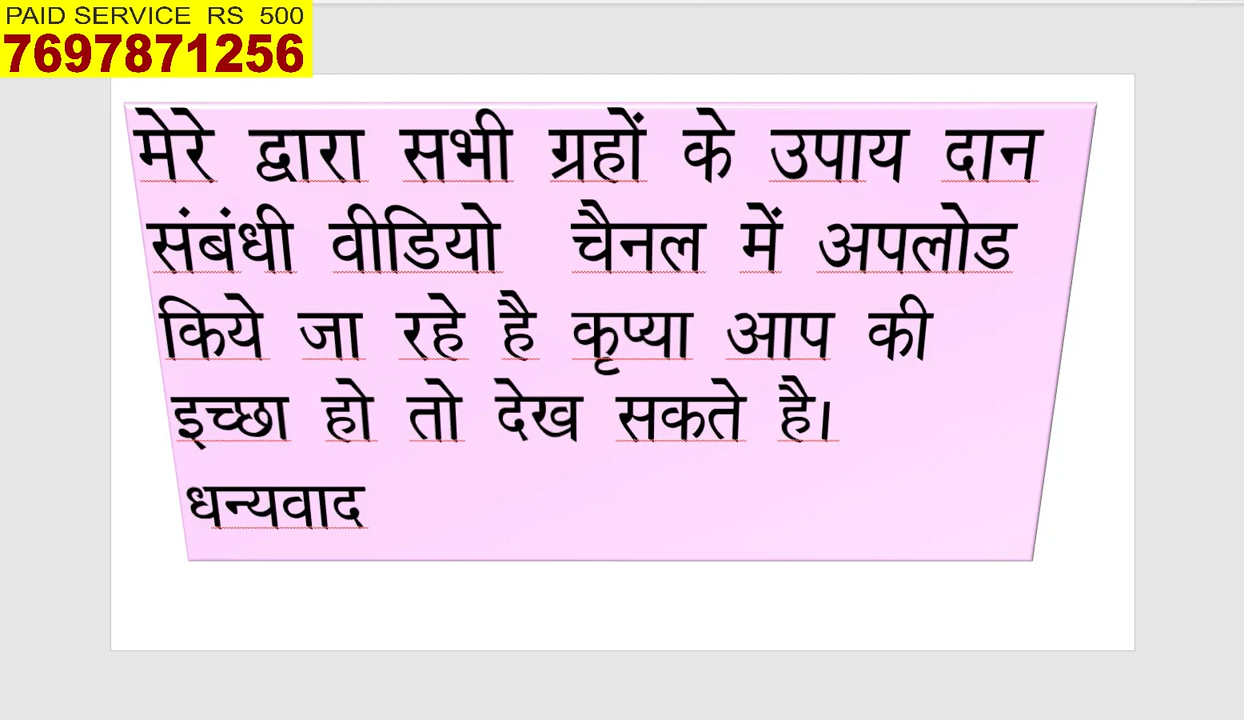 PAID SERVICE RS 500
7697871256
मेरे द्वारा सभी ग्रहों के उपाय दान
संबंधी वीडियो चैनल में अपलोड
किये जा रहे है कृप्या आप की
इच्छा हो तो देख सकते है।
धन्यवाद